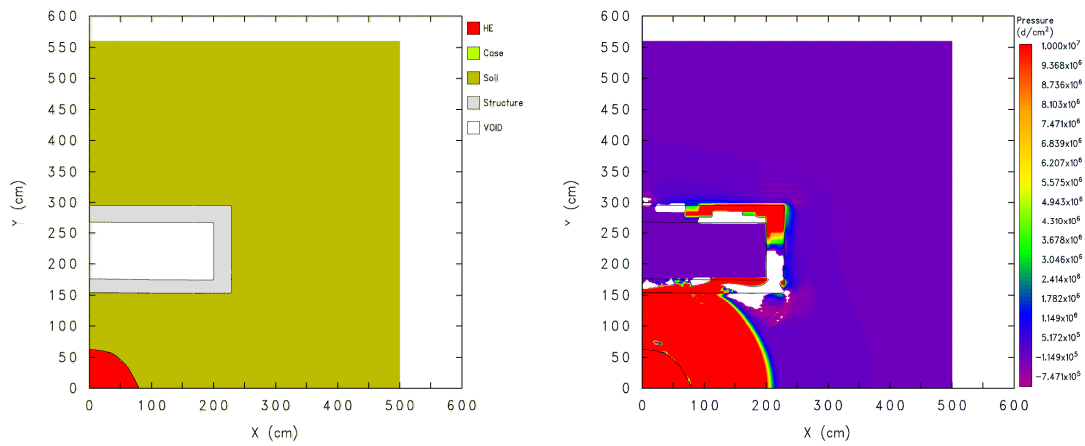 600
550
500
450
400
350
300
250
200
150
100
50
0
Y (cm)
0 100 200 300 400 500 600
X (cm)
HE
Case
Soil
Structure
VOID
600
550
500
450
400
350
300
250
200
150
100
50
0
Y (cm)
0 100 200 300 400 500 600
X (cm)
Pressure
(d/cm²)
1.000x10⁷
9.368x10⁶
8.735x10⁶
8.103x10⁶
7.471x10⁶
6.839x10⁶
6.207x10⁶
5.575x10⁶
4.943x10⁶
4.310x10⁶
3.678x10⁶
3.046x10⁶
2.414x10⁶
1.782x10⁶
1.149x10⁶
5.172x10⁵
-1.149x10⁵
-7.471x10⁵